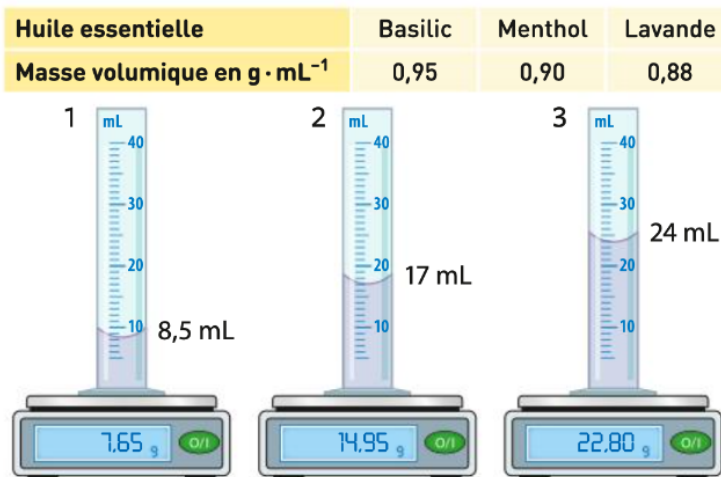 Huile essentielle Basilic Menthol Lavande
Masse volumique en g·mL⁻¹ 0,95 0,90 0,88
1 2 3
mL mL mL
40 40 40
30 30 30
24 mL
20 20 20
17 mL
10 10 10
8,5 mL
7,65 g O/I 14,95 g O/I 22,80 g O/I